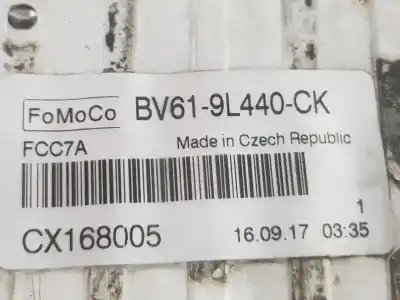 FoMoCo BV61-9L440-CK
FCC7A Made in Czech Republic
1
CX168005 16.09.17 03:35